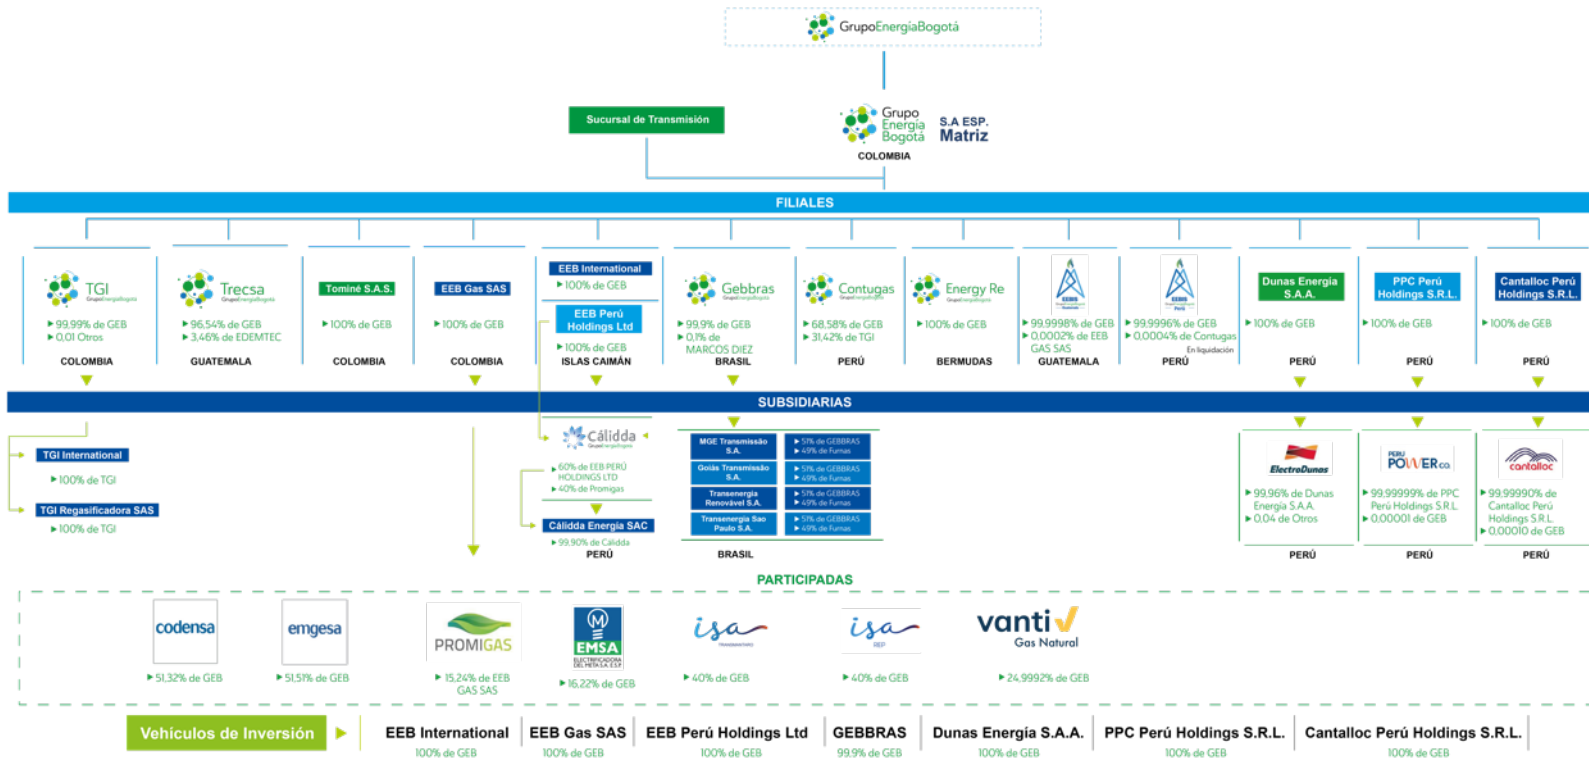 GrupoEnergíaBogotá
Sucursal de Transmisión
Grupo
Energía
Bogotá
S.A ESP.
Matriz
COLOMBIA
FILIALES
TGI
GrupoEnergíaBogotá
99,99% de GEB
0,01 Otros
COLOMBIA
Trecsa
GrupoEnergíaBogotá
96,54% de GEB
3,46% de EDEMTEC
GUATEMALA
Tominé S.A.S.
100% de GEB
COLOMBIA
EEB Gas SAS
100% de GEB
COLOMBIA
EEB International
100% de GEB
EEB Perú
Holdings Ltd
100% de GEB
ISLAS CAIMÁN
Gebbras
GrupoEnergíaBogotá
99,9% de GEB
0,1% de
MARCOS DIEZ
BRASIL
Contugas
GrupoEnergíaBogotá
68,58% de GEB
31,42% de TGI
PERÚ
Energy Re
GrupoEnergíaBogotá
100% de GEB
BERMUDAS
EEBIS
99,9998% de GEB
0,0002% de EEB
GAS SAS
GUATEMALA
EEBIS
Perú
99,9996% de GEB
0,0004% de Contugas
En liquidación
PERÚ
Dunas Energía
S.A.A.
100% de GEB
PERÚ
PPC Perú
Holdings S.R.L.
100% de GEB
PERÚ
Cantalloc Perú
Holdings S.R.L.
100% de GEB
PERÚ
SUBSIDIARIAS
TGI International
100% de TGI
TGI Regasificadora SAS
100% de TGI
Cálidda
GrupoEnergíaBogotá
60% de EEB PERÚ
HOLDINGS LTD
40% de Promigas
Cálidda Energía SAC
99.90% de Cálidda
PERÚ
MGE Transmissão
S.A.
51% de GEBBRAS
49% de Furnas
Goiás Transmissão
S.A.
51% de GEBBRAS
49% de Furnas
Transenergia
Renovável S.A.
51% de GEBBRAS
49% de Furnas
Transenergia Sao
Paulo S.A.
51% de GEBBRAS
49% de Furnas
BRASIL
ElectroDunas
99,96% de Dunas
Energía S.A.A.
0,04 de Otros
PERÚ
PERU
POWER CO.
99,99999% de PPC
Perú Holdings S.R.L.
0,00001 de GEB
PERÚ
cantalloc
99,99990% de
Cantalloc Perú
Holdings S.R.L.
0,00010 de GEB
PERÚ
PARTICIPADAS
codensa
51,32% de GEB
emgesa
51,51% de GEB
PROMIGAS
15,24% de EEB
GAS SAS
EMSA
ELECTRIFICADORA
DEL META S.A. E.S.P.
16,22% de GEB
isa
TRANSMANTARO
40% de GEB
isa
REP
40% de GEB
vanti
Gas Natural
24,9992% de GEB
Vehículos de Inversión
EEB International
100% de GEB
EEB Gas SAS
100% de GEB
EEB Perú Holdings Ltd
100% de GEB
GEBBRAS
99,9% de GEB
Dunas Energía S.A.A.
100% de GEB
PPC Perú Holdings S.R.L.
100% de GEB
Cantalloc Perú Holdings S.R.L.
100% de GEB